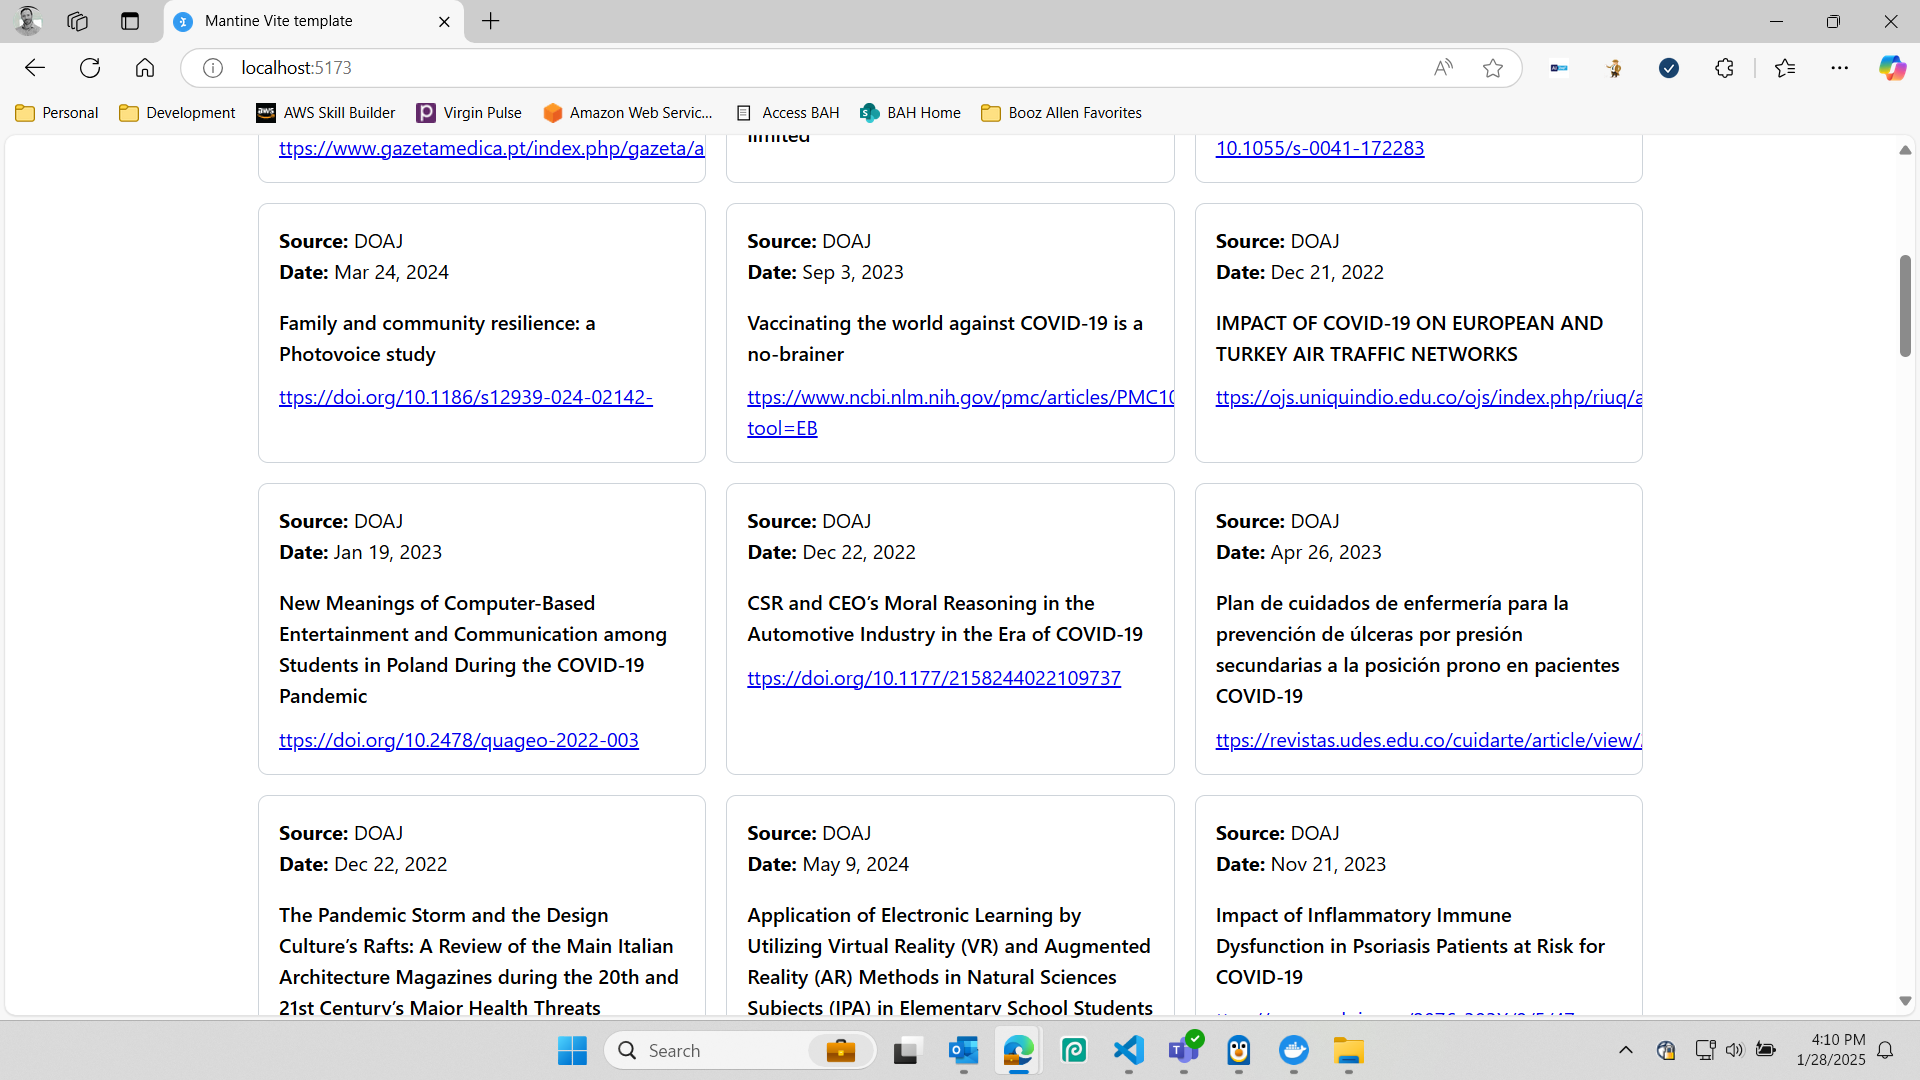 Mantine Vite template
localhost:5173
Personal
Development
AWS Skill Builder
Virgin Pulse
Amazon Web Servic...
Access BAH
BAH Home
Booz Allen Favorites
ttps://www.gazetamedica.pt/index.php/gazeta/a
limited
10.1055/s-0041-172283
Source: DOAJ
Date: Mar 24, 2024
Family and community resilience: a
Photovoice study
ttps://doi.org/10.1186/s12939-024-02142-
Source: DOAJ
Date: Sep 3, 2023
Vaccinating the world against COVID-19 is a
no-brainer
ttps://www.ncbi.nlm.nih.gov/pmc/articles/PMC10
tool=EB
Source: DOAJ
Date: Dec 21, 2022
IMPACT OF COVID-19 ON EUROPEAN AND
TURKEY AIR TRAFFIC NETWORKS
ttps://ojs.uniquindio.edu.co/ojs/index.php/riuq/a
Source: DOAJ
Date: Jan 19, 2023
New Meanings of Computer-Based
Entertainment and Communication among
Students in Poland During the COVID-19
Pandemic
ttps://doi.org/10.2478/quageo-2022-003
Source: DOAJ
Date: Dec 22, 2022
CSR and CEO’s Moral Reasoning in the
Automotive Industry in the Era of COVID-19
ttps://doi.org/10.1177/2158244022109737
Source: DOAJ
Date: Apr 26, 2023
Plan de cuidados de enfermería para la
prevención de úlceras por presión
secundarias a la posición prono en pacientes
COVID-19
ttps://revistas.udes.edu.co/cuidarte/article/view/
Source: DOAJ
Date: Dec 22, 2022
The Pandemic Storm and the Design
Culture’s Rafts: A Review of the Main Italian
Architecture Magazines during the 20th and
21st Century’s Major Health Threats
Source: DOAJ
Date: May 9, 2024
Application of Electronic Learning by
Utilizing Virtual Reality (VR) and Augmented
Reality (AR) Methods in Natural Sciences
Subjects (IPA) in Elementary School Students
Source: DOAJ
Date: Nov 21, 2023
Impact of Inflammatory Immune
Dysfunction in Psoriasis Patients at Risk for
COVID-19
Search
4:10 PM
1/28/2025